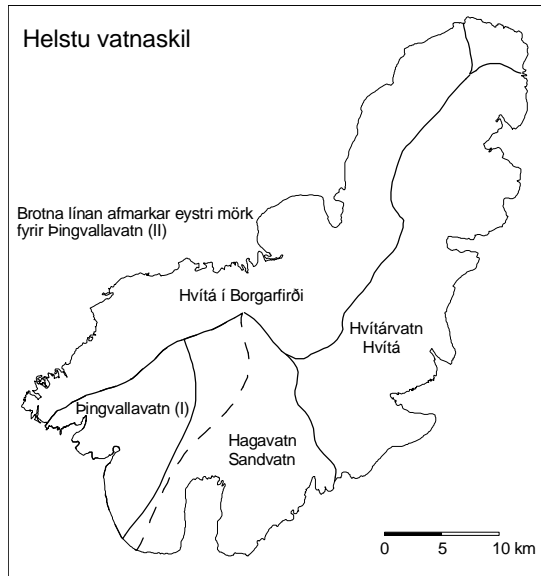 Helstu vatnaskil
Brotna línan afmarkar eystri mörk
fyrir Þingvallavatn (II)
Hvítá í Borgarfirði
Hvítárvatn
Hvítá
Þingvallavatn (I)
Hagavatn
Sandvatn
0 5 10 km